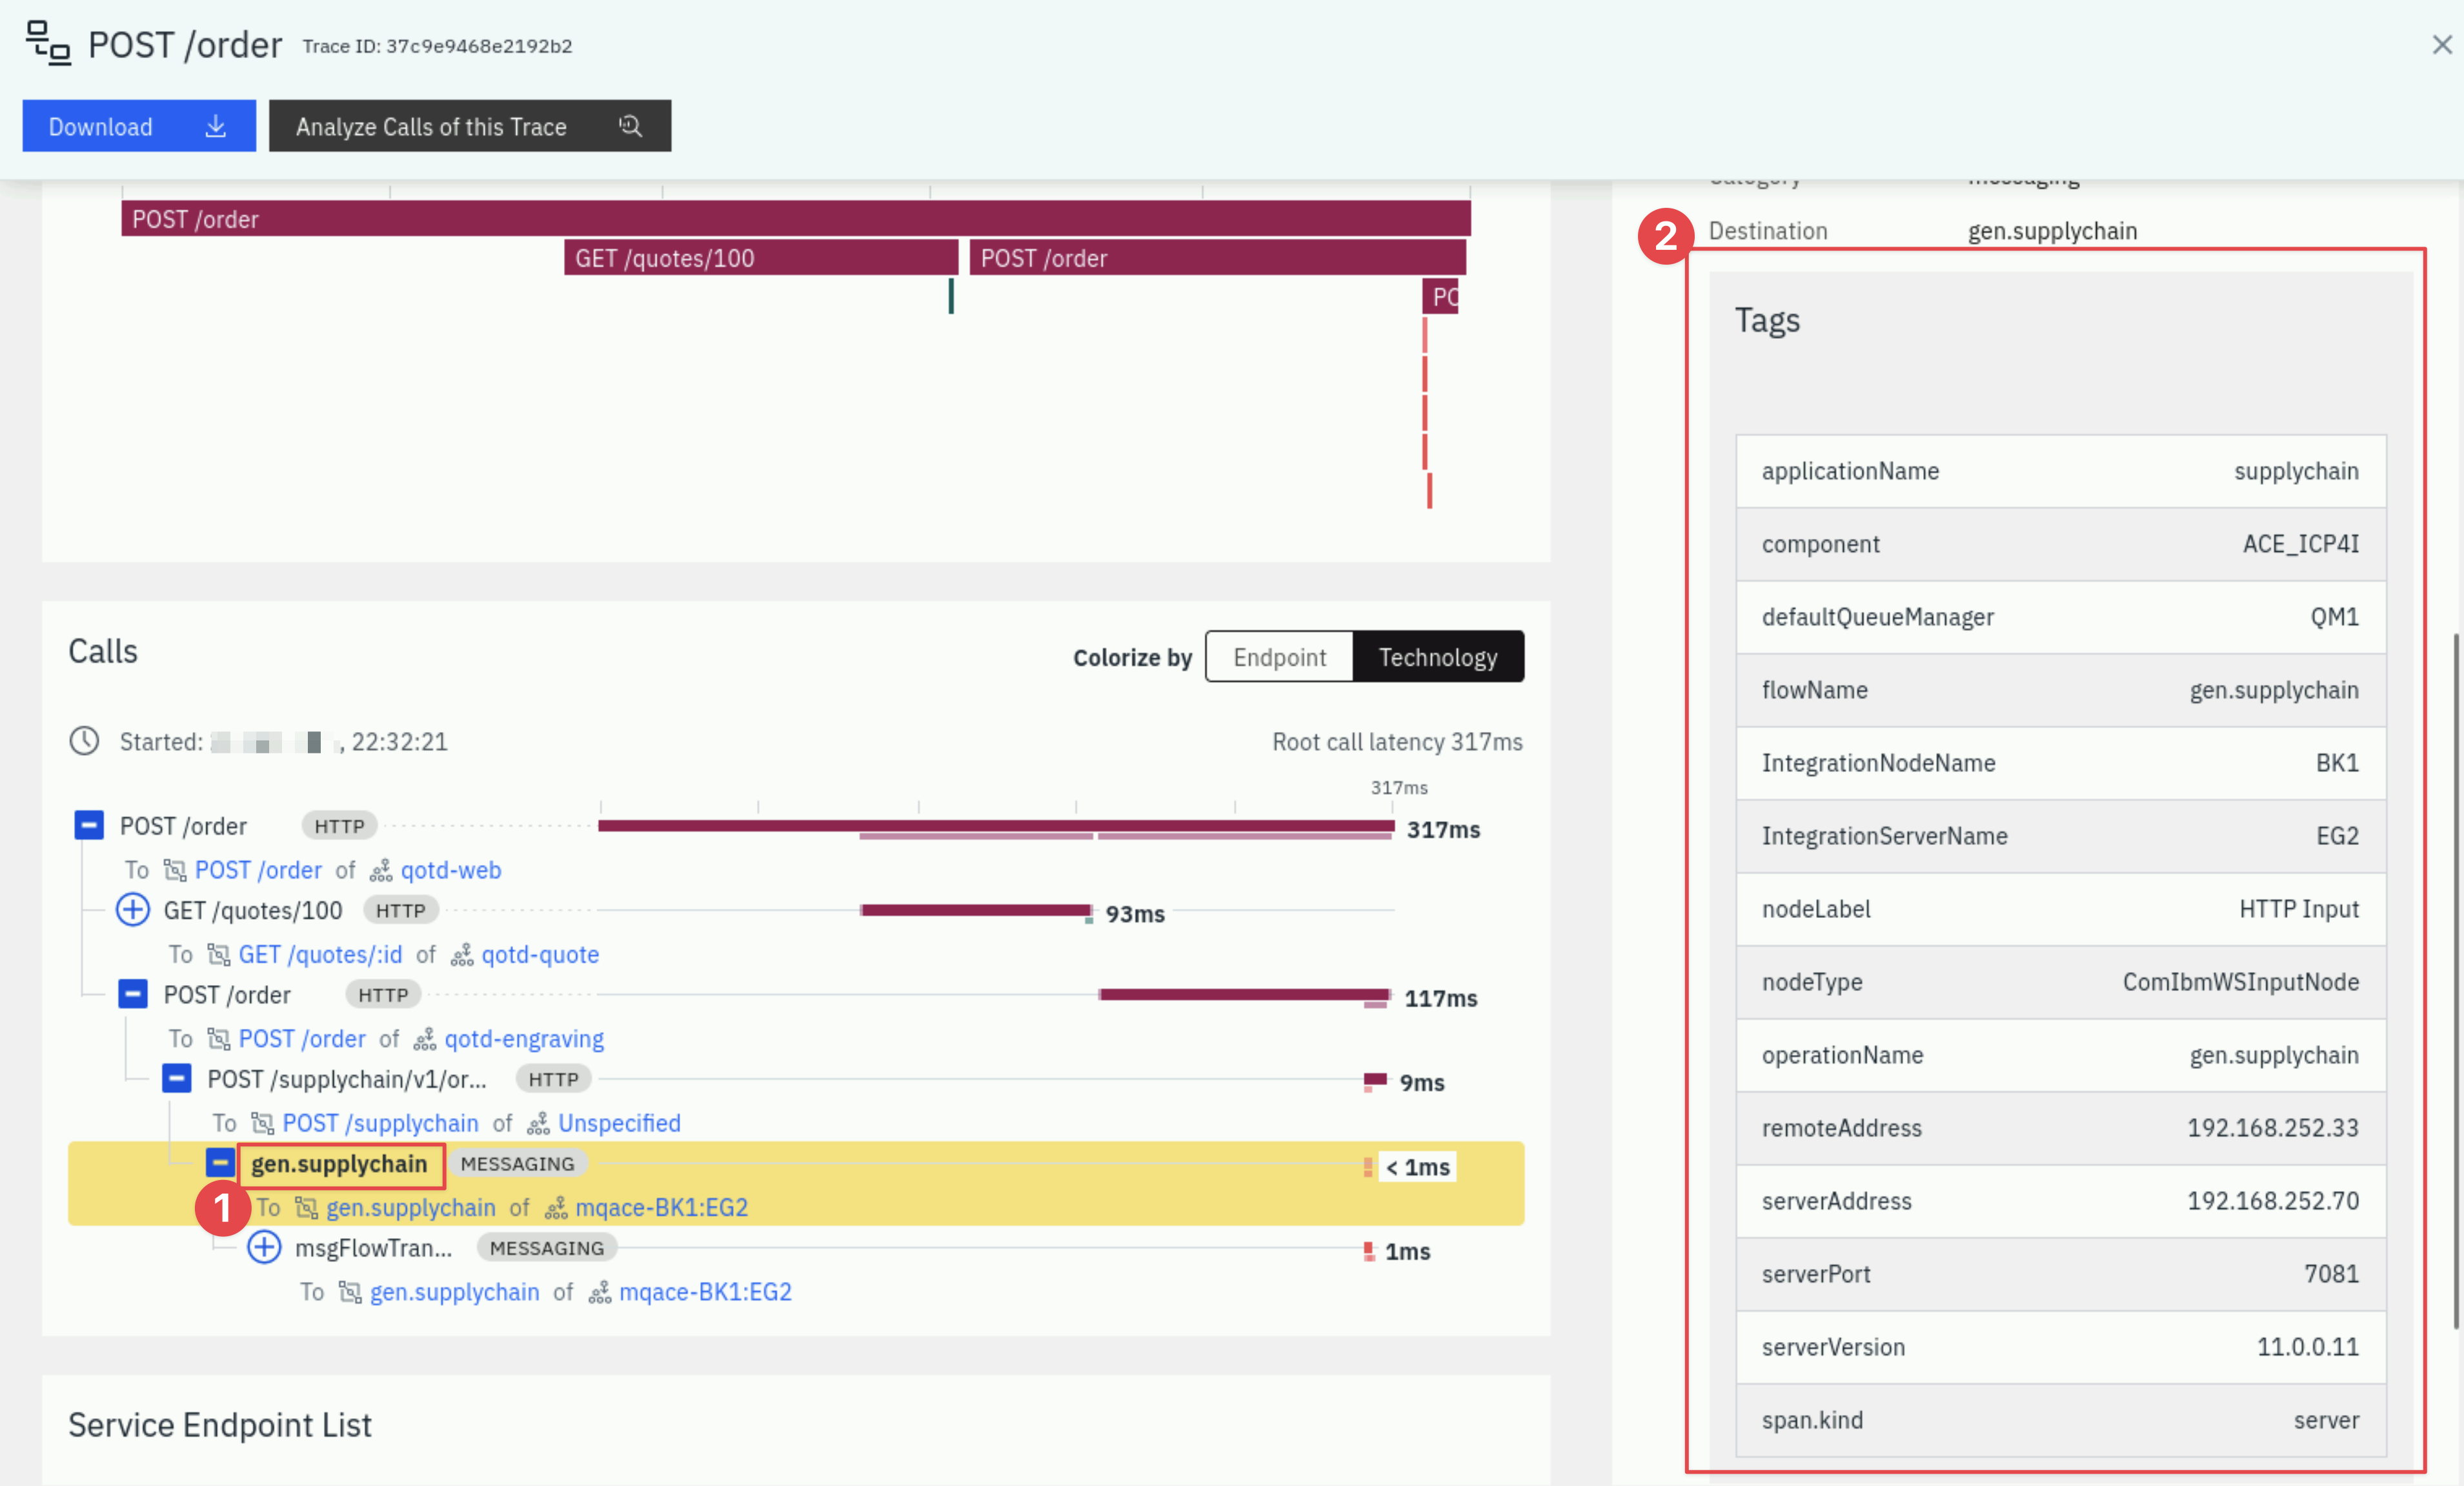 POST /order Trace ID: 37c9e9468e2192b2
Download Analyze Calls of this Trace
POST /order
GET /quotes/100 POST /order
Category messaging
2 Destination gen.supplychain
Tags
applicationName supplychain
component ACE_ICP4I
defaultQueueManager QM1
flowName gen.supplychain
IntegrationNodeName BK1
IntegrationServerName EG2
nodeLabel HTTP Input
nodeType ComIbmWSInputNode
operationName gen.supplychain
remoteAddress 192.168.252.33
serverAddress 192.168.252.70
serverPort 7081
serverVersion 11.0.0.11
span.kind server
Calls Colorize by Endpoint Technology
Started: , 22:32:21 Root call latency 317ms
317ms
POST /order HTTP 317ms
To POST /order of qotd-web
GET /quotes/100 HTTP 93ms
To GET /quotes/:id of qotd-quote
POST /order HTTP 117ms
To POST /order of qotd-engraving
POST /supplychain/v1/or... HTTP 9ms
To POST /supplychain of Unspecified
gen.supplychain MESSAGING < 1ms
1 To gen.supplychain of mqace-BK1:EG2
msgFlowTran... MESSAGING 1ms
To gen.supplychain of mqace-BK1:EG2
Service Endpoint List